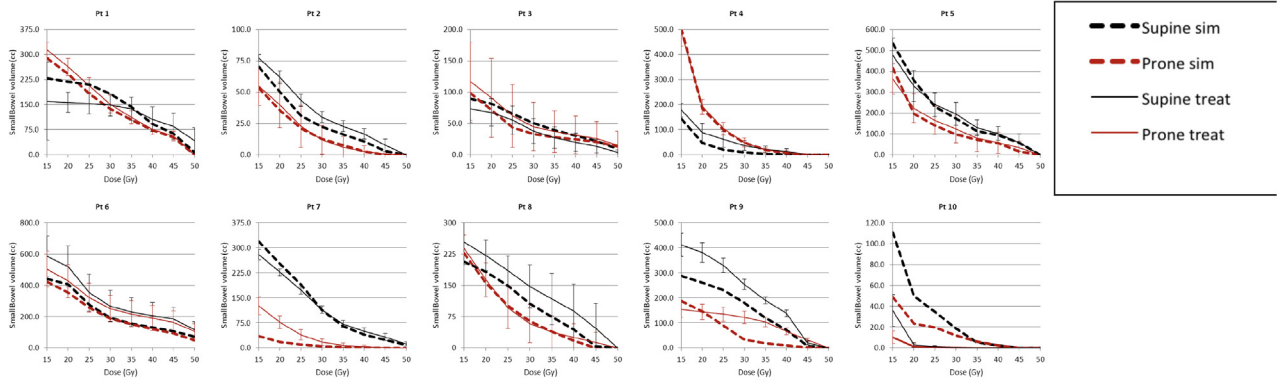 Pt 1
375.0
300.0
225.0
150.0
75.0
0.0
SmallBowel volume (cc)
15 20 25 30 35 40 45 50
Dose (Gy)
Pt 2
100.0
75.0
50.0
25.0
0.0
SmallBowel volume (cc)
15 20 25 30 35 40 45 50
Dose (Gy)
Pt 3
200.0
150.0
100.0
50.0
0.0
SmallBowel volume (cc)
15 20 25 30 35 40 45 50
Dose (Gy)
Pt 4
500.0
400.0
300.0
200.0
100.0
0.0
SmallBowel volume (cc)
15 20 25 30 35 40 45 50
Dose (Gy)
Pt 5
600.0
500.0
400.0
300.0
200.0
100.0
0.0
SmallBowel volume (cc)
15 20 25 30 35 40 45 50
Dose (Gy)
Supine sim
Prone sim
Supine treat
Prone treat
Pt 6
800.0
600.0
400.0
200.0
0.0
SmallBowel volume (cc)
15 20 25 30 35 40 45 50
Dose (Gy)
Pt 7
375.0
300.0
225.0
150.0
75.0
0.0
SmallBowel volume (cc)
15 20 25 30 35 40 45 50
Dose (Gy)
Pt 8
300
225
150
75
0
SmallBowel volume (cc)
15 20 25 30 35 40 45 50
Dose (Gy)
Pt 9
500.0
400.0
300.0
200.0
100.0
0.0
SmallBowel volume (cc)
15 20 25 30 35 40 45 50
Dose (Gy)
Pt 10
120.0
100.0
80.0
60.0
40.0
20.0
0.0
SmallBowel volume (cc)
15 20 25 30 35 40 45 50
Dose (Gy)